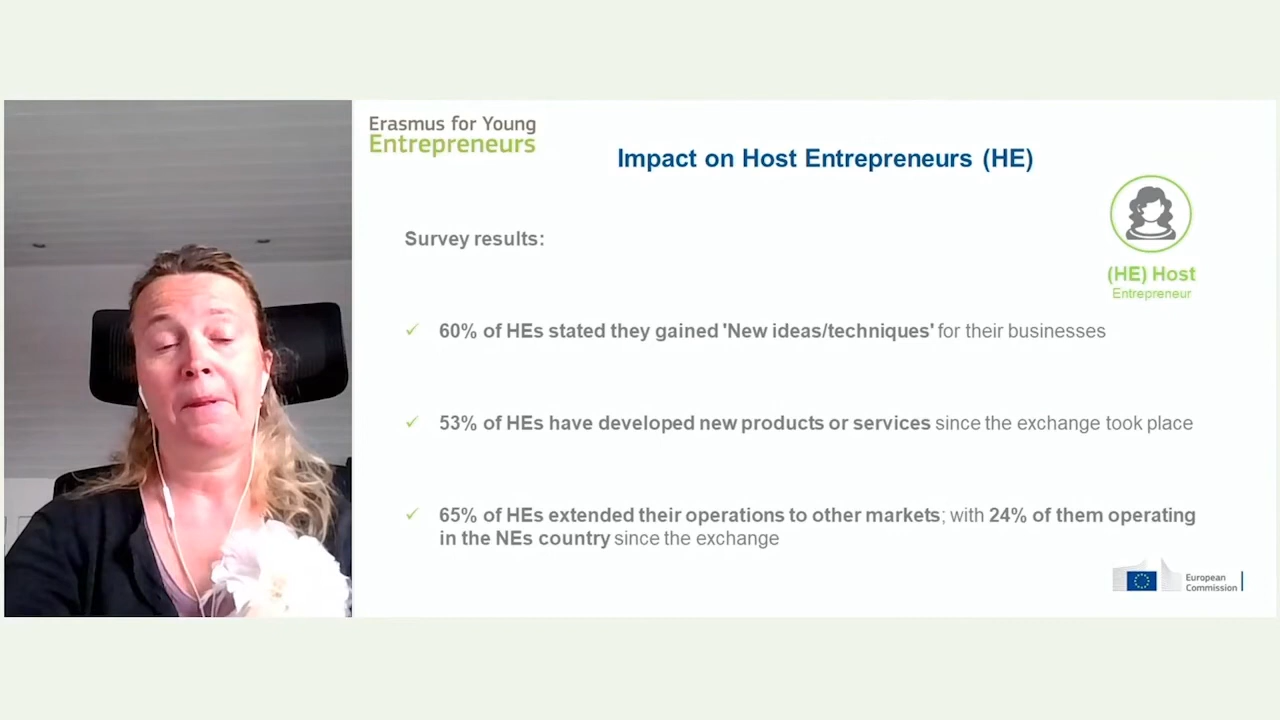 Erasmus for Young
Entrepreneurs
Impact on Host Entrepreneurs (HE)
(HE) Host
Entrepreneur
Survey results:
60% of HEs stated they gained 'New ideas/techniques' for their businesses
53% of HEs have developed new products or services since the exchange took place
65% of HEs extended their operations to other markets; with 24% of them operating
in the NEs country since the exchange
European
Commission